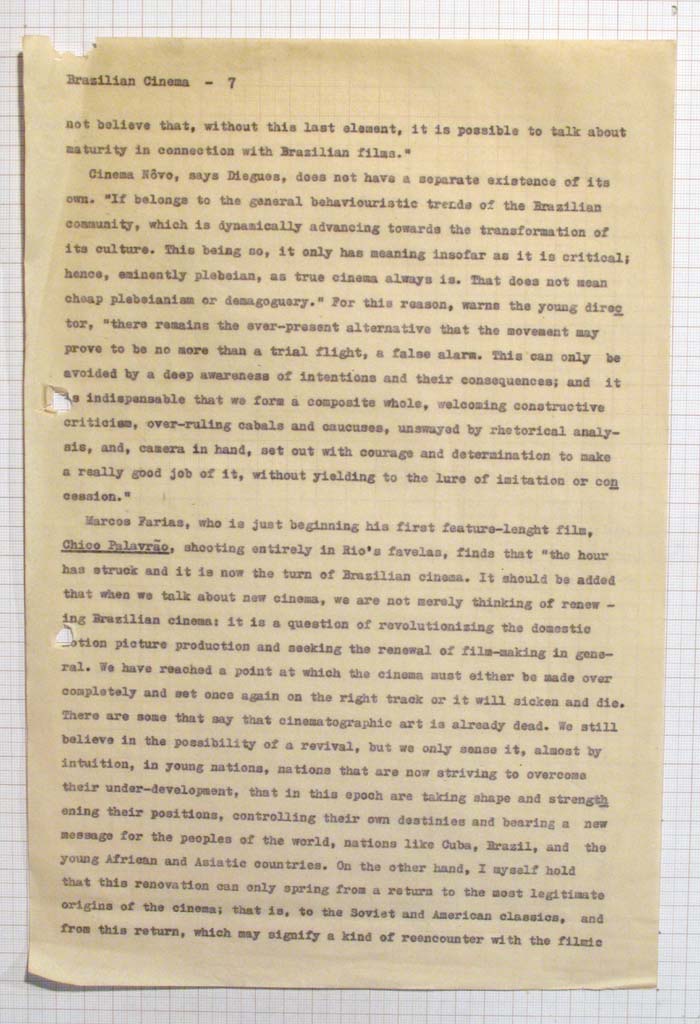 Brazilian Cinema - 7
not believe that, without this last element, it is possible to talk about
maturity in connection with Brazilian films."
Cinema Nôvo, says Diegues, does not have a separate existence of its
own. "If belongs to the general behaviouristic trends of the Brazilian
community, which is dynamically advancing towards the transformation of
its culture. This being so, it only has meaning insofar as it is critical;
hence, eminently plebeian, as true cinema always is. That does not mean
cheap plebeianism or demagoguery." For this reason, warns the young direc
tor, "there remains the ever-present alternative that the movement may
prove to be no more than a trial flight, a false alarm. This can only be
avoided by a deep awareness of intentions and their consequences; and it
s indispensable that we form a composite whole, welcoming constructive
criticism, over-ruling cabals and caucuses, unswayed by rhetorical analy-
sis, and, camera in hand, set out with courage and determination to make
a really good job of it, without yielding to the lure of imitation or con
cession."
Marcos Farias, who is just beginning his first feature-lenght film,
Chico Palavrão, shooting entirely in Rio's favelas, finds that "the hour
has struck and it is now the turn of Brazilian cinema. It should be added
that when we talk about new cinema, we are not merely thinking of renew -
ing Brazilian cinema: it is a question of revolutionizing the domestic
otion picture production and seeking the renewal of film-making in gene-
ral. We have reached a point at which the cinema must either be made over
completely and set once again on the right track or it will sicken and die.
There are some that say that cinematographic art is already dead. We still
believe in the possibility of a revival, but we only sense it, almost by
intuition, in young nations, nations that are now striving to overcome
their under-development, that in this epoch are taking shape and strength
ening their positions, controlling their own destinies and bearing a new
message for the peoples of the world, nations like Cuba, Brazil, and the
young African and Asiatic countries. On the other hand, I myself hold
that this renovation can only spring from a return to the most legitimate
origins of the cinema; that is, to the Soviet and American classics, and
from this return, which may signify a kind of reencounter with the filmic